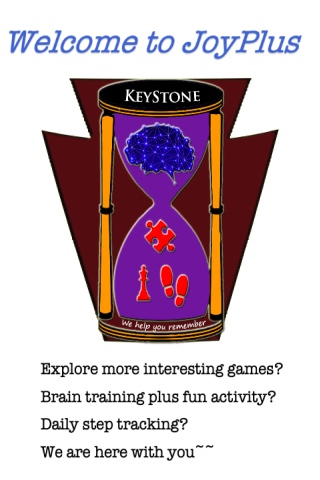 Welcome to JoyPlus
KEYSTONE
We help you remember
Explore more interesting games?
Brain training plus fun activity?
Daily step tracking?
We are here with you~~